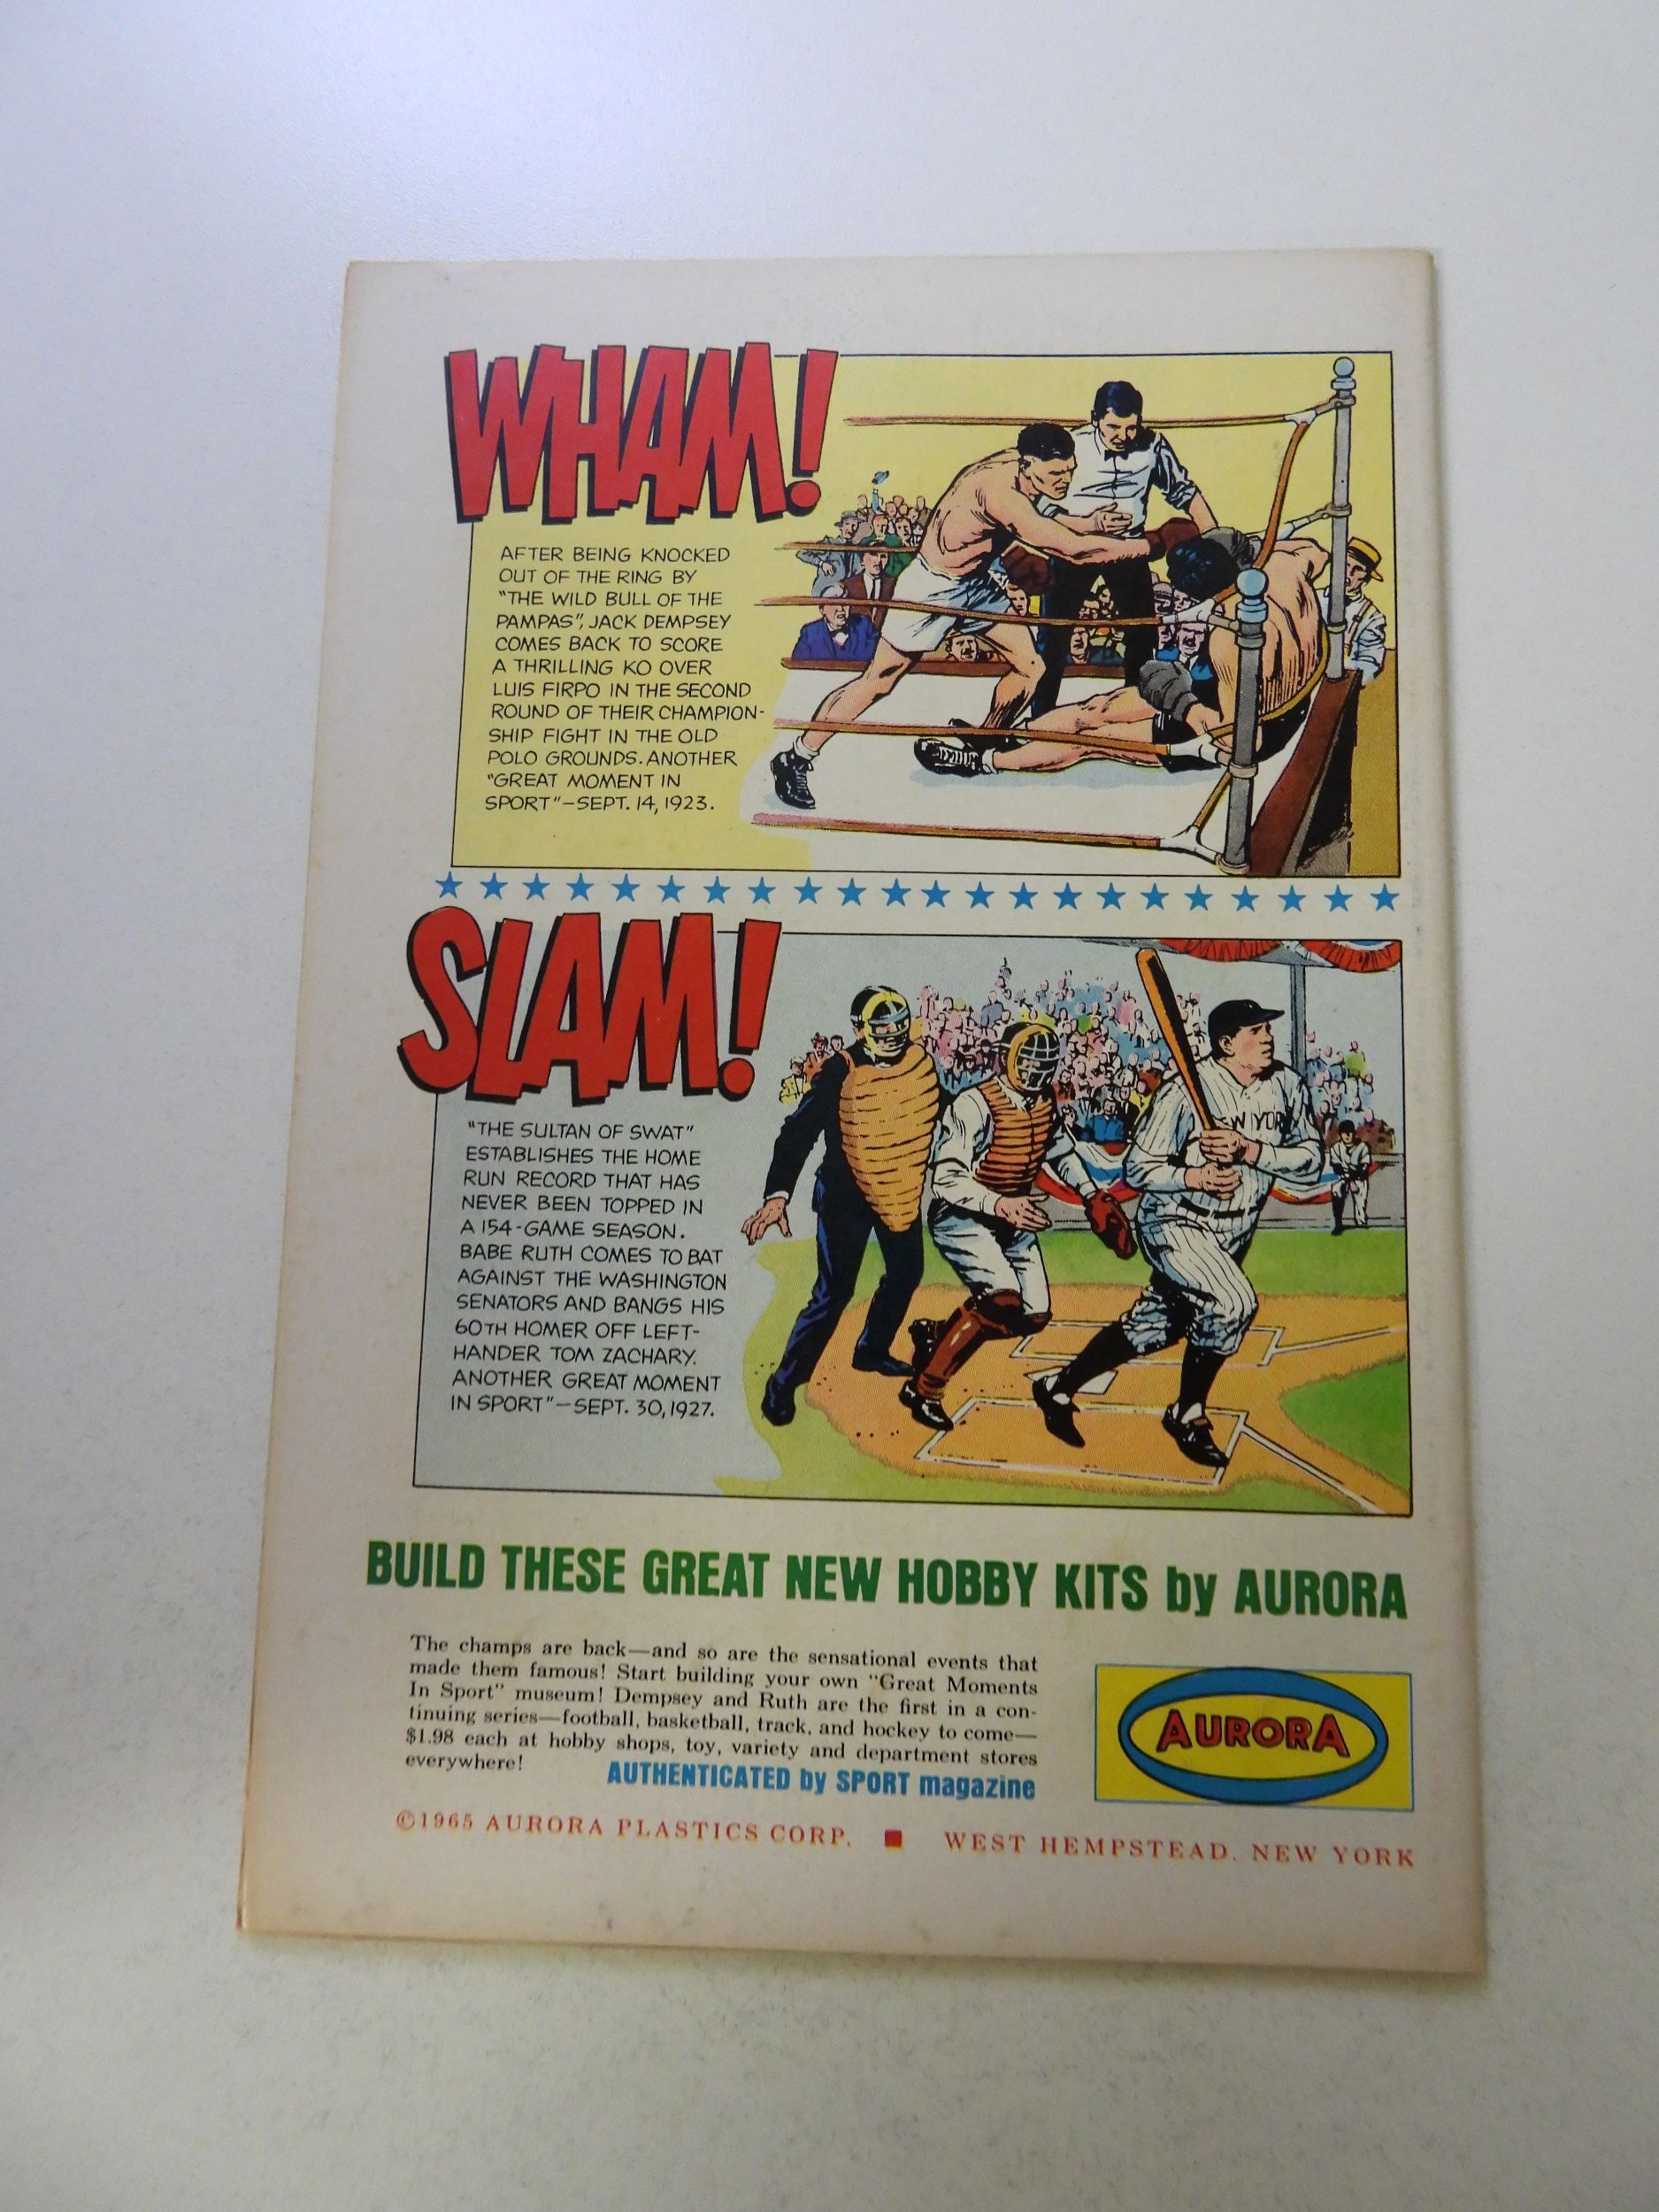 WHAM!
AFTER BEING KNOCKED
OUT OF THE RING BY
"THE WILD BULL OF THE
PAMPAS", JACK DEMPSEY
COMES BACK TO SCORE
A THRILLING KO OVER
LUIS FIRPO IN THE SECOND
ROUND OF THEIR CHAMPION-
SHIP FIGHT IN THE OLD
POLO GROUNDS. ANOTHER
"GREAT MOMENT IN
SPORT"—SEPT. 14, 1923.
SLAM!
"THE SULTAN OF SWAT"
ESTABLISHES THE HOME
RUN RECORD THAT HAS
NEVER BEEN TOPPED IN
A 154-GAME SEASON.
BABE RUTH COMES TO BAT
AGAINST THE WASHINGTON
SENATORS AND BANGS HIS
60TH HOMER OFF LEFT-
HANDER TOM ZACHARY.
ANOTHER GREAT MOMENT
IN SPORT"—SEPT. 30, 1927.
EW YORK
BUILD THESE GREAT NEW HOBBY KITS by AURORA
The champs are back—and so are the sensational events that
made them famous! Start building your own "Great Moments
In Sport" museum! Dempsey and Ruth are the first in a con-
tinuing series—football, basketball, track, and hockey to come—
$1.98 each at hobby shops, toy, variety and department stores
everywhere!
AUTHENTICATED by SPORT magazine
AURORA
©1965 AURORA PLASTICS CORP. ■ WEST HEMPSTEAD, NEW YORK